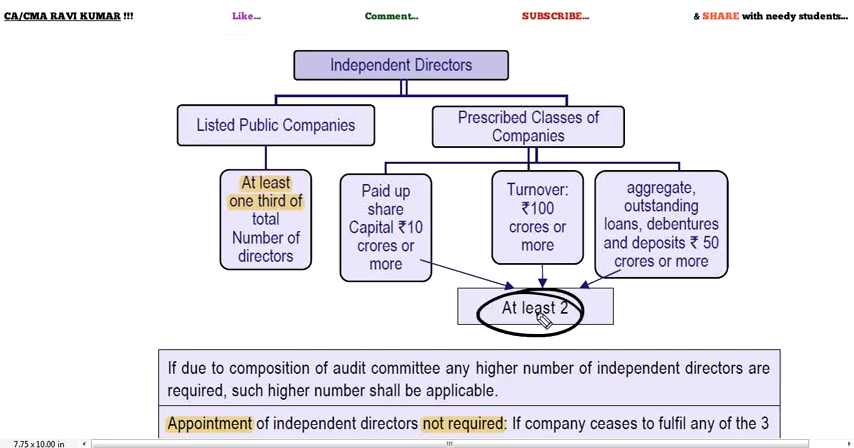 CA/CMA RAVI KUMAR !!!
Like...
Comment...
SUBSCRIBE...
& SHARE with needy students...
Independent Directors
Listed Public Companies
Prescribed Classes of
Companies
At least
one third of
total
Number of
directors
Paid up
share
Capital ₹10
crores or
more
Turnover:
₹100
crores or
more
aggregate,
outstanding
loans, debentures
and deposits ₹ 50
crores or more
At least 2
If due to composition of audit committee any higher number of independent directors are
required, such higher number shall be applicable.
Appointment of independent directors not required: If company ceases to fulfil any of the 3
7.75 x 10.00 in